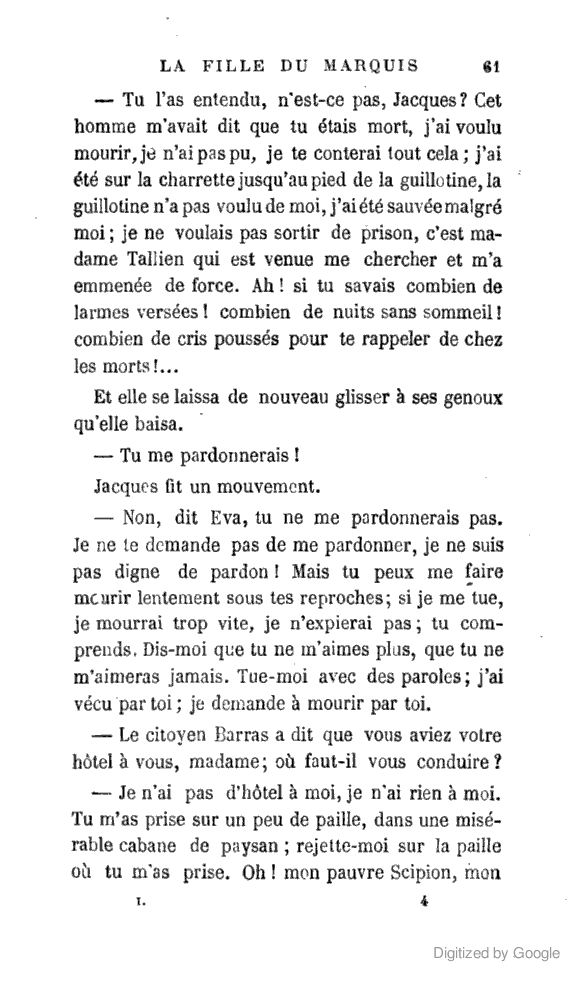 LA FILLE DU MARQUIS 61
— Tu l'as entendu, n'est-ce pas, Jacques? Cet
homme m'avait dit que tu étais mort, j'ai voulu
mourir, je n'ai pas pu, je te conterai tout cela; j'ai
été sur la charrette jusqu'au pied de la guillotine, la
guillotine n'a pas voulu de moi, j'ai été sauvée malgré
moi; je ne voulais pas sortir de prison, c'est ma-
dame Tallien qui est venue me chercher et m'a
emmenée de force. Ah! si tu savais combien de
larmes versées! combien de nuits sans sommeil!
combien de cris poussés pour te rappeler de chez
les morts!...
Et elle se laissa de nouveau glisser à ses genoux
qu'elle baisa.
— Tu me pardonnerais!
Jacques fit un mouvement.
— Non, dit Eva, tu ne me pardonnerais pas.
Je ne te demande pas de me pardonner, je ne suis
pas digne de pardon! Mais tu peux me faire
mourir lentement sous tes reproches; si je me tue,
je mourrai trop vite, je n'expierai pas; tu com-
prends. Dis-moi que tu ne m'aimes plus, que tu ne
m'aimeras jamais. Tue-moi avec des paroles; j'ai
vécu par toi; je demande à mourir par toi.
— Le citoyen Barras a dit que vous aviez votre
hôtel à vous, madame; où faut-il vous conduire?
— Je n'ai pas d'hôtel à moi, je n'ai rien à moi.
Tu m'as prise sur un peu de paille, dans une misé-
rable cabane de paysan; rejette-moi sur la paille
où tu m'as prise. Oh! mon pauvre Scipion, mon
I. 4
Digitized by Google